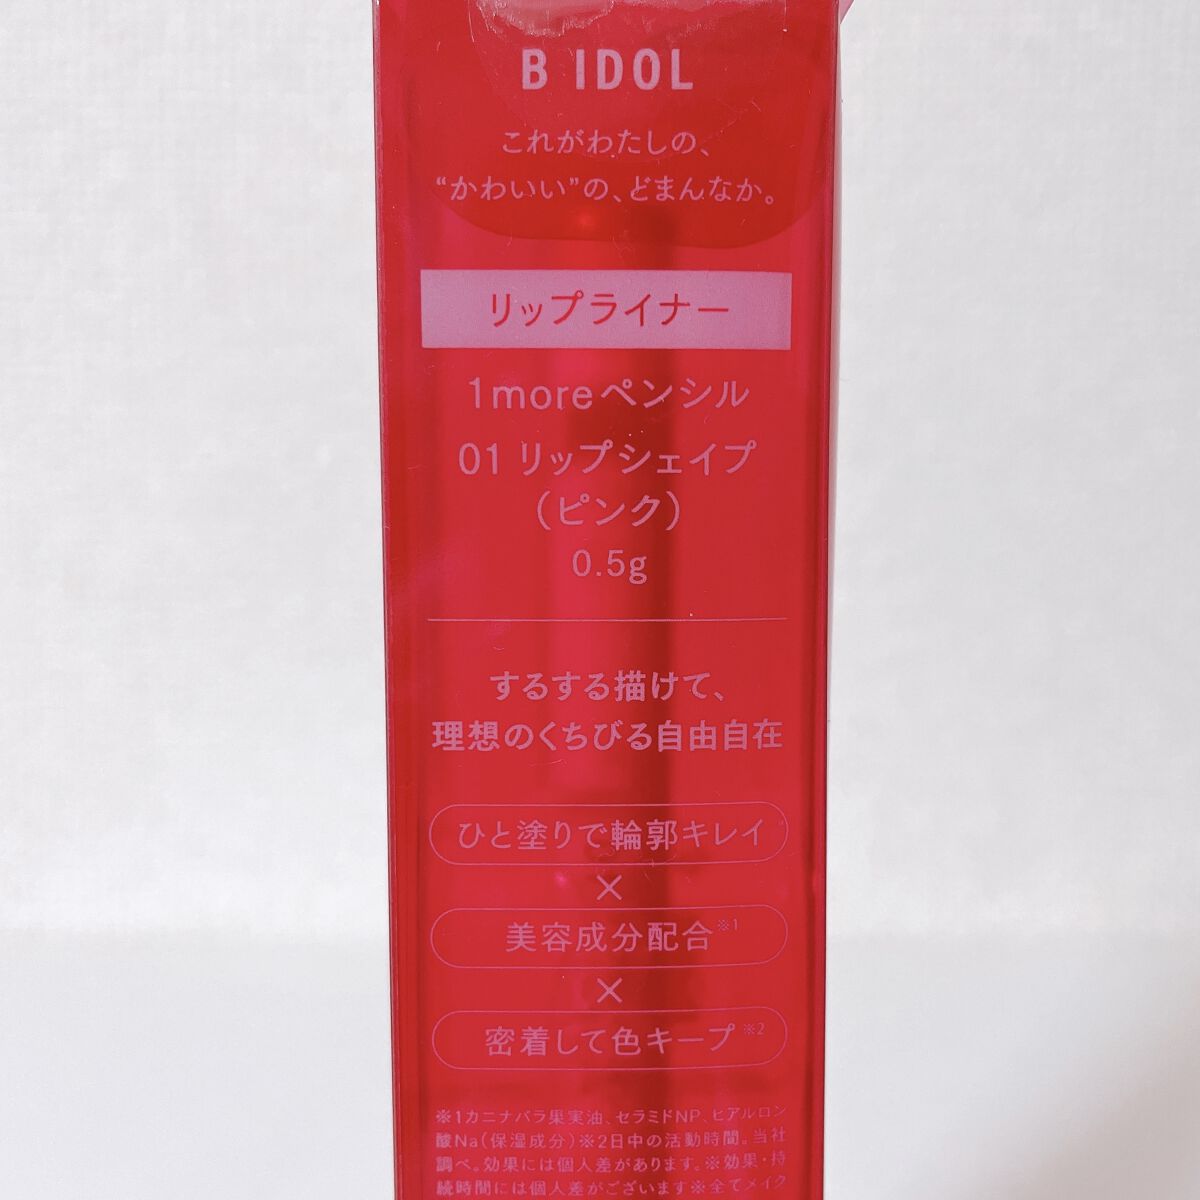 B IDOL
これがわたしの、
“かわいい”の、どまんなか。
リップライナー
1moreペンシル
01 リップシェイプ
(ピンク)
0.5g
するする描けて、
理想のくちびる自由自在
ひと塗りで輪郭キレイ
×
美容成分配合※1
×
密着して色キープ※2
※1カニナバラ果実油、セラミドNP、ヒアルロン
酸Na(保湿成分)※2日中の活動時間。当社
調べ。効果には個人差があります。※効果・持
続時間には個人差がございます※全てメイク